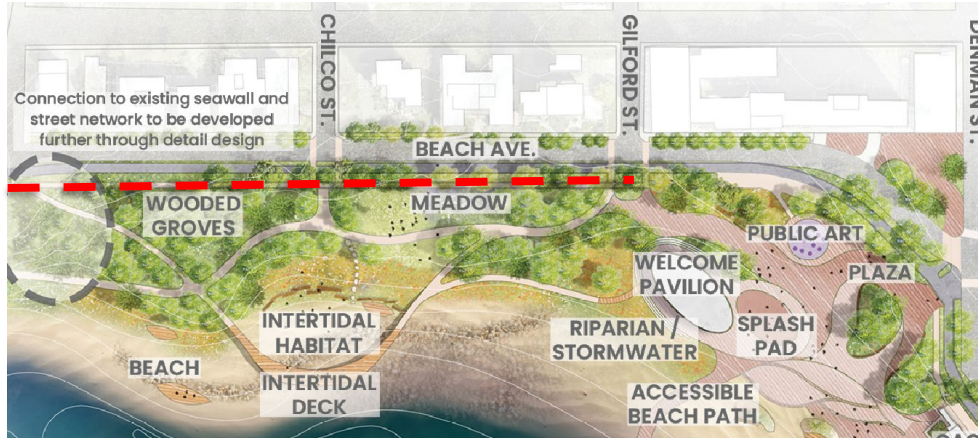 CHILCO ST.
GILFORD ST.
DENMAN S.
Connection to existing seawall and
street network to be developed
further through detail design
BEACH AVE.
WOODED
GROVES
MEADOW
PUBLIC ART
WELCOME
PAVILION
PLAZA
INTERTIDAL
HABITAT
RIPARIAN /
STORMWATER
SPLASH
PAD
BEACH
INTERTIDAL
DECK
ACCESSIBLE
BEACH PATH